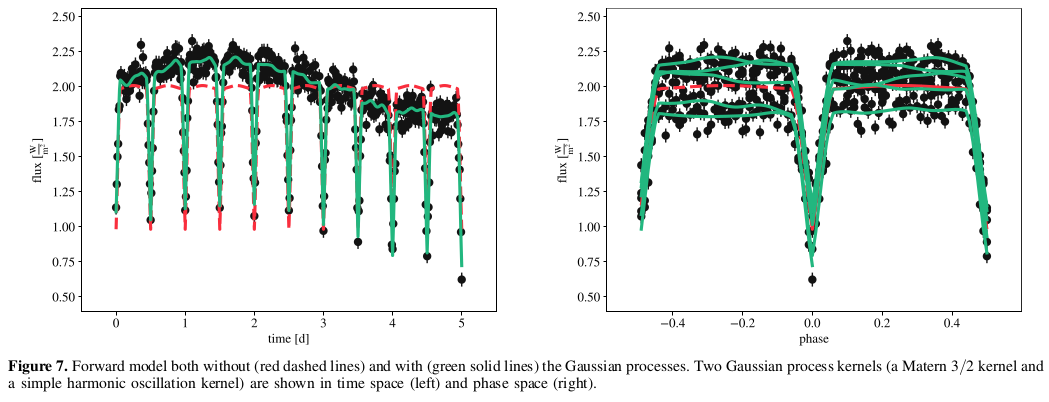 2.50
2.25
2.00
1.75
1.50
1.25
1.00
0.75
0.50
flux [W/m²]
0 1 2 3 4 5
time [d]
2.50
2.25
2.00
1.75
1.50
1.25
1.00
0.75
0.50
flux [W/m²]
−0.4 −0.2 0.0 0.2 0.4
phase
Figure 7. Forward model both without (red dashed lines) and with (green solid lines) the Gaussian processes. Two Gaussian process kernels (a Matern 3/2 kernel and
a simple harmonic oscillation kernel) are shown in time space (left) and phase space (right).